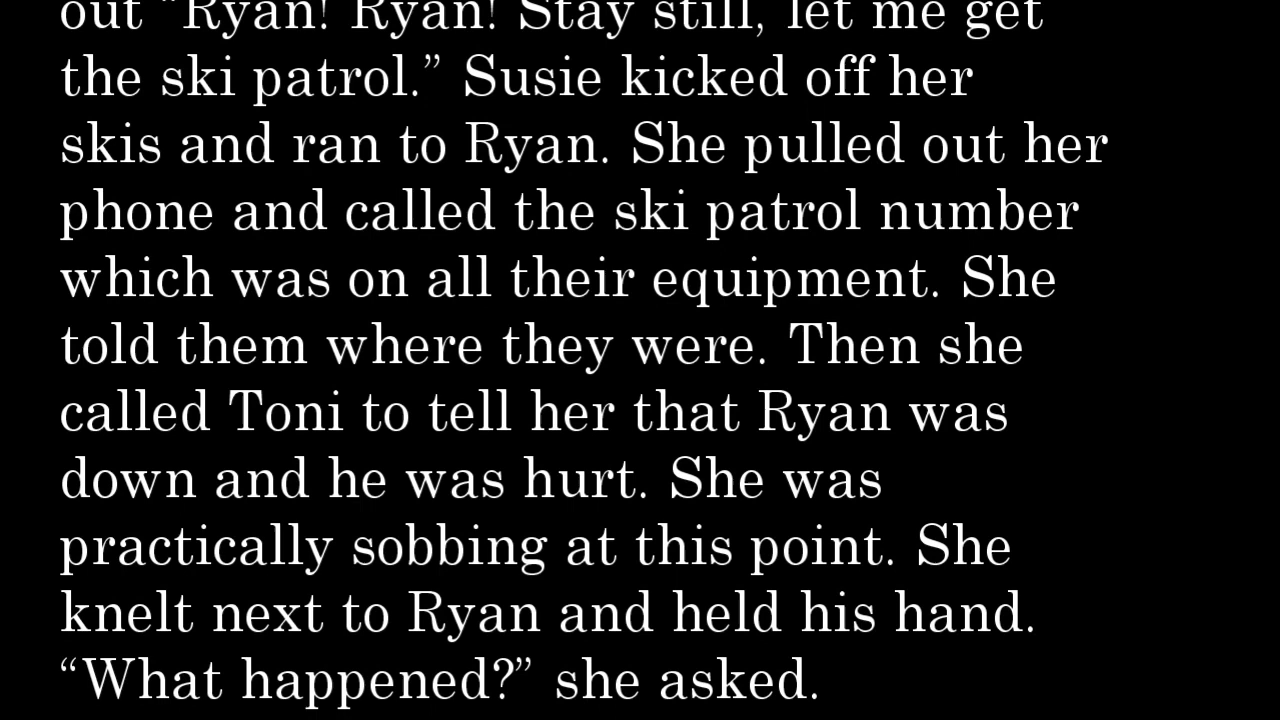 out “Ryan! Ryan! Stay still, let me get
the ski patrol.” Susie kicked off her
skis and ran to Ryan. She pulled out her
phone and called the ski patrol number
which was on all their equipment. She
told them where they were. Then she
called Toni to tell her that Ryan was
down and he was hurt. She was
practically sobbing at this point. She
knelt next to Ryan and held his hand.
“What happened?” she asked.